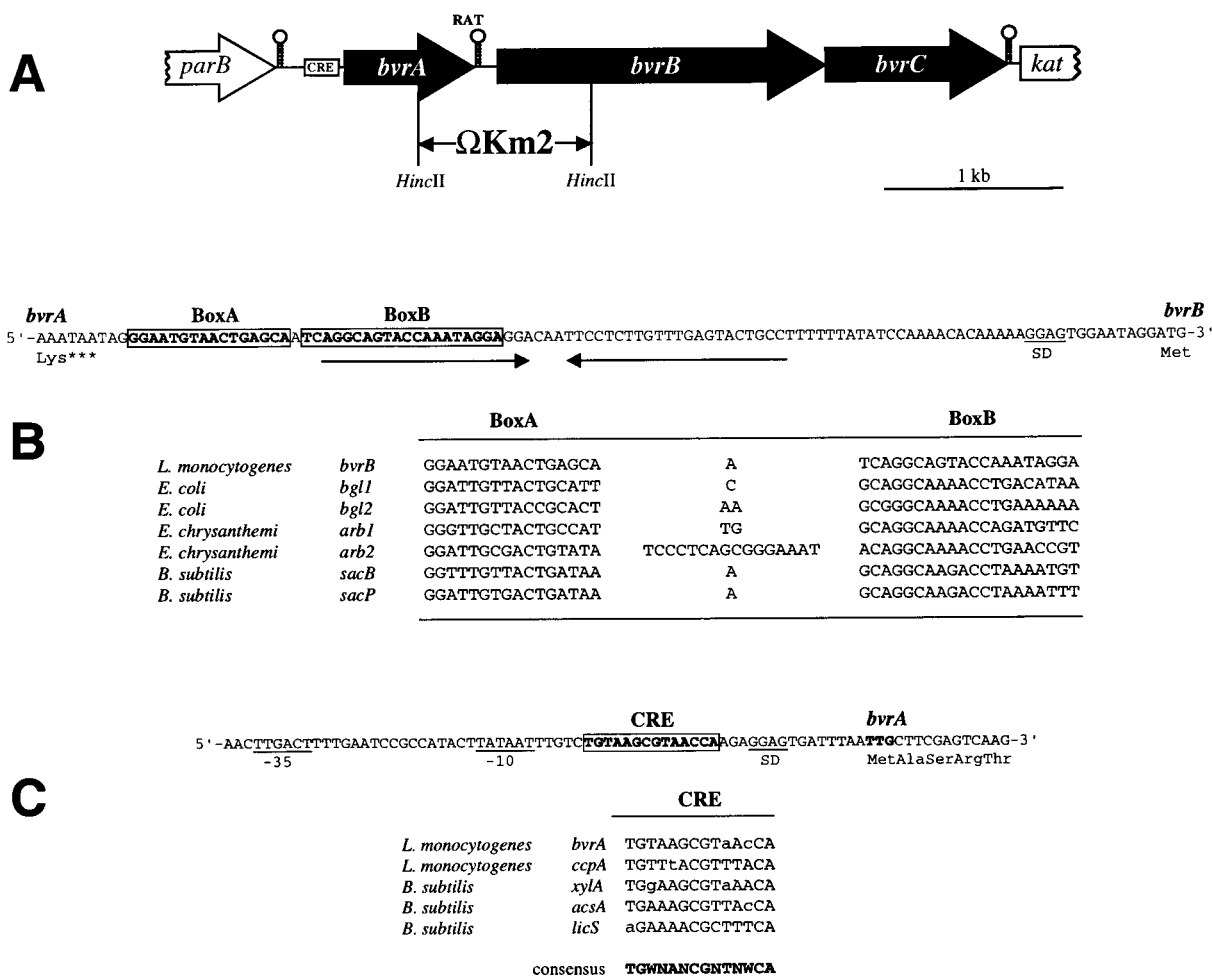 A
RAT
parB CRE bvrA bvrB bvrC kat
ΩKm2
HincII HincII
1 kb
bvrA BoxA BoxB bvrB
5'-AAATAATAGGGAATGTAACTGAGCAATCAGGCAGTACCAAATAGGAGGACAATTCCTCTTGTTTGAGTACTGCCTTTTTTATATCCAAAACACAAAAAGGAGTGGAATAGGATG-3'
Lys*** SD Met
B
BoxA BoxB
L. monocytogenes bvrB GGAATGTAACTGAGCA A TCAGGCAGTACCAAATAGGA
E. coli bgl1 GGATTGTTACTGCATT C GCAGGCAAAACCTGACATAA
E. coli bgl2 GGATTGTTACCGCACT AA GCGGGCAAAACCTGAAAAAA
E. chrysanthemi arb1 GGGTTGCTACTGCCAT TG GCAGGCAAAACCAGATGTTC
E. chrysanthemi arb2 GGATTGCGACTGTATA TCCCTCAGCGGGAAAT ACAGGCAAAACCTGAACCGT
B. subtilis sacB GGTTTGTTACTGATAA A GCAGGCAAGACCTAAAATGT
B. subtilis sacP GGATTGTGACTGATAA A GCAGGCAAGACCTAAAATTT
CRE bvrA
5'-AACTTGACTTTTGAATCCGCCATACTTATAATTTGTCTGTAAGCGTAACCAAGAGGAGTGATTTAATTGCTTCGAGTCAAG-3'
-35 -10 SD MetAlaSerArgThr
C
CRE
L. monocytogenes bvrA TGTAAGCGTaAcCA
L. monocytogenes ccpA TGTTtACGTTTACA
B. subtilis xylA TGgAAGCGTaAACA
B. subtilis acsA TGAAAGCGTTAcCA
B. subtilis licS aGAAAACGCTTTCA
consensus TGWNANCGNTNWCA